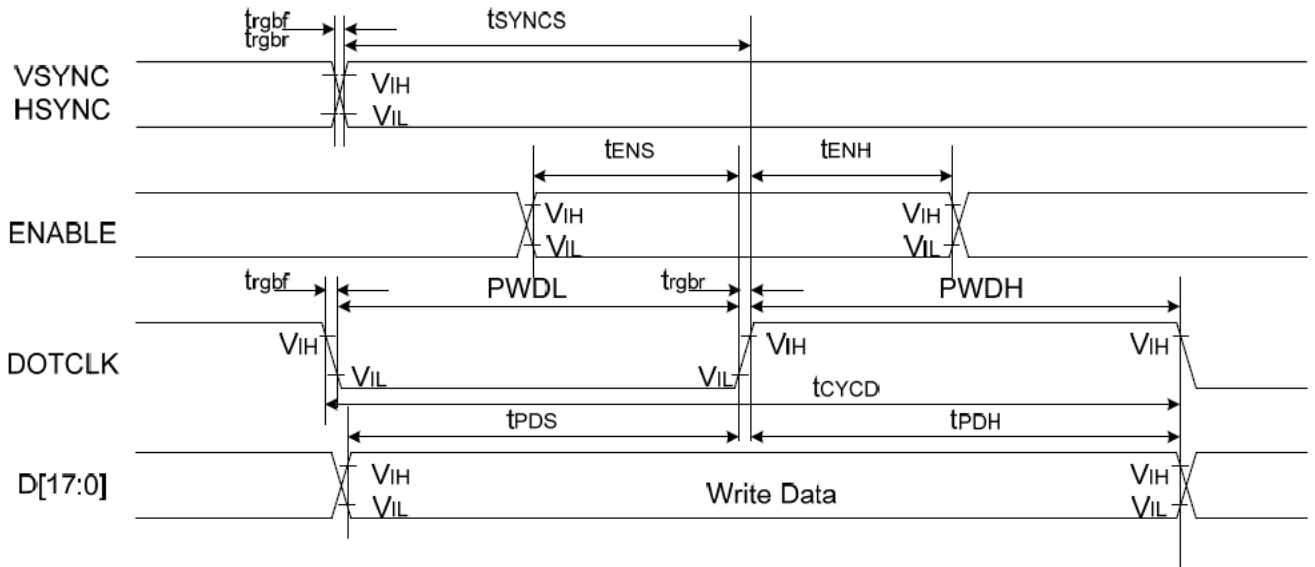 trgbf
trgbr
tSYNCS
VSYNC
HSYNC
VIH
VIL
tENS
tENH
ENABLE
VIH
VIL
VIH
VIL
trgbf
PWDL
trgbr
PWDH
DOTCLK
VIH
VIL
VIL
VIH
VIH
tCYCD
tPDS
tPDH
D[17:0]
VIH
VIL
Write Data
VIH
VIL